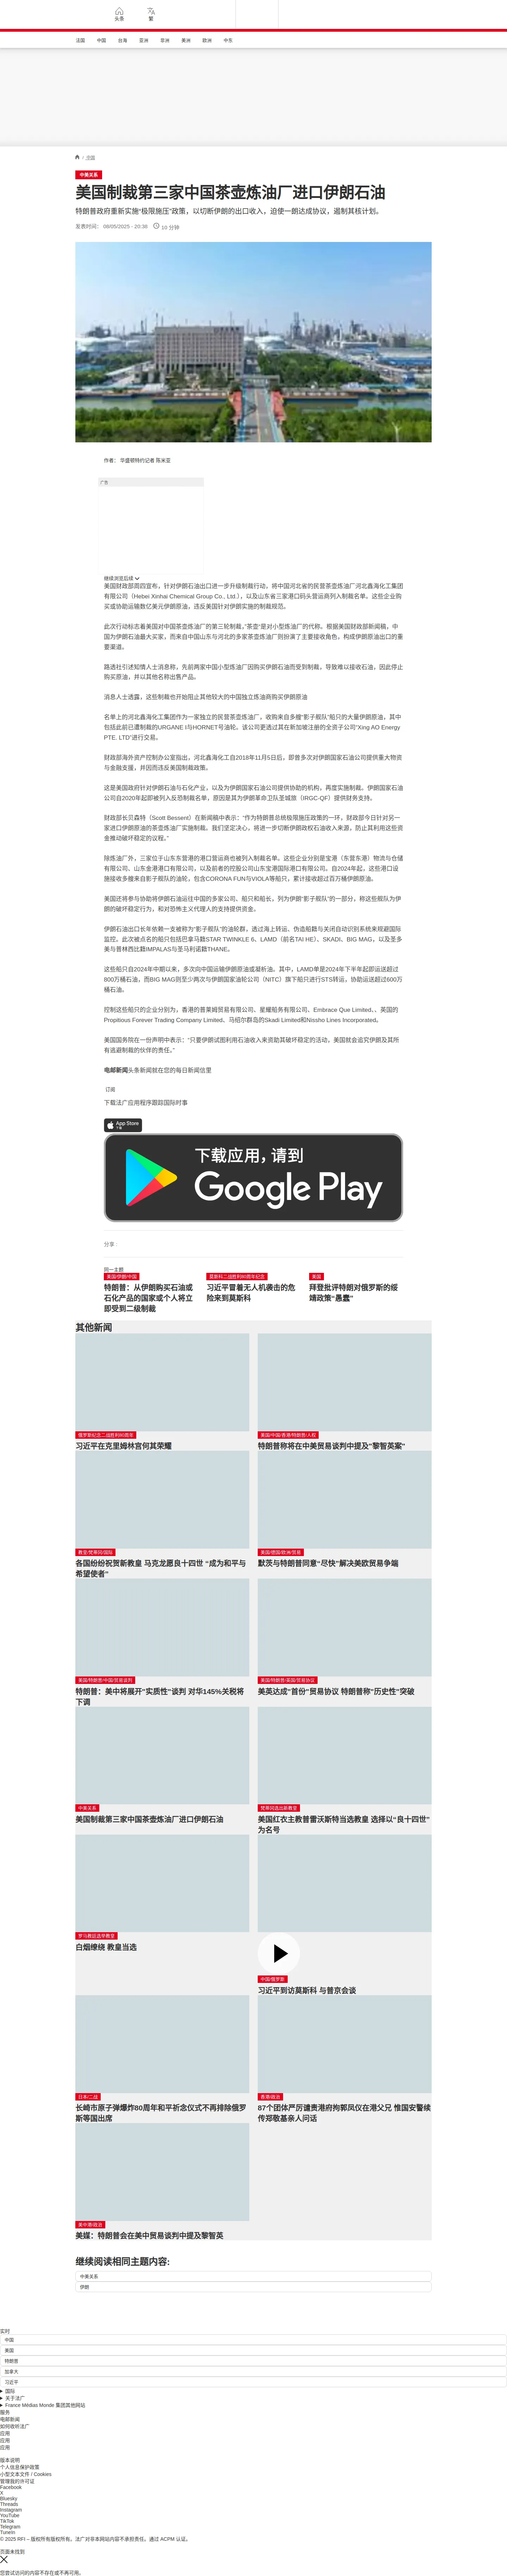 头条
繁
法国
中国
台海
亚洲
非洲
美洲
欧洲
中东
/ 中国
中美关系
美国制裁第三家中国茶壶炼油厂进口伊朗石油
特朗普政府重新实施“极限施压”政策，以切断伊朗的出口收入，迫使一朗达成协议，遏制其核计划。
发表时间： 08/05/2025 - 20:38 10 分钟
作者： 华盛顿特约记者 陈米亚
广告
继续浏览后续
美国财政部周四宣布，针对伊朗石油出口进一步升级制裁行动，将中国河北省的民营茶壶炼油厂河北鑫海化工集团
有限公司（Hebei Xinhai Chemical Group Co., Ltd.），以及山东省三家港口码头营运商列入制裁名单。这些企业购
买或协助运输数亿美元伊朗原油，违反美国针对伊朗实施的制裁规范。
此次行动标志着美国对中国茶壶炼油厂的第三轮制裁，”茶壶“是对小型炼油厂的代称。根据美国财政部新闻稿，中
国为伊朗石油最大买家，而来自中国山东与河北的多家茶壶炼油厂则扮演了主要接收角色，构成伊朗原油出口的重
要渠道。
路透社引述知情人士消息称，先前两家中国小型炼油厂因购买伊朗石油而受到制裁，导致难以接收石油，因此停止
购买原油，并以其他名称出售产品。
消息人士透露，这些制裁也开始阻止其他较大的中国独立炼油商购买伊朗原油
名单上的河北鑫海化工集团作为一家独立的民营茶壶炼油厂，收购来自多艘“影子舰队”船只的大量伊朗原油，其中
包括此前已遭制裁的URGANE I与HORNET号油轮。该公司更透过其在新加坡注册的全资子公司”Xing AO Energy
PTE. LTD”进行交易。
财政部海外资产控制办公室指出，河北鑫海化工自2018年11月5日后，即曾多次对伊朗国家石油公司提供重大物资
与金融支援，并因而违反美国制裁政策。
这是美国政府针对伊朗石油与石化产业，以及为伊朗国家石油公司提供协助的机构，再度实施制裁。伊朗国家石油
公司自2020年起即被列入反恐制裁名单，原因是其为伊朗革命卫队圣城旅（IRGC-QF）提供财务支持。
财政部长贝森特（Scott Bessent）在新闻稿中表示：“作为特朗普总统极限施压政策的一环，财政部今日针对另一
家进口伊朗原油的茶壶炼油厂实施制裁。我们坚定决心，将进一步切断伊朗政权石油收入来源，防止其利用这些资
金推动破坏稳定的议程。”
除炼油厂外，三家位于山东东营港的港口营运商也被列入制裁名单。这些企业分别是宝港（东营东港）物流与仓储
有限公司、山东金港港口有限公司，以及前者的控股公司山东宝港国际港口有限公司。自2024年起，这些港口设
施接收多艘来自影子舰队的油轮，包含CORONA FUN与VIOLA等船只，累计接收超过百万桶伊朗原油。
美国还将参与协助将伊朗石油运往中国的多家公司、船只和船长，列为伊朗”影子舰队”的一部分，称这些舰队为伊
朗的破坏稳定行为，和对恐怖主义代理人的支持提供资金。
伊朗石油出口长年依赖一支被称为”影子舰队”的油轮群，透过海上转运、伪造船籍与关闭自动识别系统来规避国际
监控。此次被点名的船只包括巴拿马籍STAR TWINKLE 6、LAMD（前名TAI HE）、SKADI、BIG MAG，以及圣多
美与普林西比籍IMPALAS与圣马利诺籍THANE。
这些船只自2024年中期以来，多次向中国运输伊朗原油或凝析油。其中，LAMD单是2024年下半年起即运送超过
800万桶石油，而BIG MAG则至少两次与伊朗国家油轮公司（NITC）旗下船只进行STS转运，协助运送超过600万
桶石油。
控制这些船只的企业分别为，香港的普莱姆贸易有限公司、星耀船务有限公司、Embrace Que Limited,、、英国的
Propitious Forever Trading Company Limited、马绍尔群岛的Skadi Limited和Nissho Lines Incorporated。
美国国务院在一份声明中表示：“只要伊朗试图利用石油收入来资助其破坏稳定的活动，美国就会追究伊朗及其所
有逃避制裁的伙伴的责任。”
电邮新闻头条新闻就在您的每日新闻信里
订阅
下载法广应用程序跟踪国际时事
App Store
下载
下载应用，请到
Google Play
分享 :
同一主题
美国/伊朗/中国
特朗普：从伊朗购买石油或
石化产品的国家或个人将立
即受到二级制裁
莫斯科二战胜利80周年纪念
习近平冒着无人机袭击的危
险来到莫斯科
美国
拜登批评特朗对俄罗斯的绥
靖政策“愚蠢”
其他新闻
俄罗斯纪念二战胜利80周年
习近平在克里姆林宫何其荣耀
美国/中国/香港/特朗普/人权
特朗普称将在中美贸易谈判中提及"黎智英案"
教皇/梵蒂冈/国际
各国纷纷祝贺新教皇 马克龙愿良十四世 “成为和平与
希望使者”
美国/德国/欧洲/贸易
默茨与特朗普同意“尽快”解决美欧贸易争端
美国/特朗普/中国/贸易谈判
特朗普：美中将展开"实质性"谈判 对华145%关税将
下调
美国/特朗普/英国/贸易协议
美英达成"首份"贸易协议 特朗普称"历史性"突破
中美关系
美国制裁第三家中国茶壶炼油厂进口伊朗石油
梵蒂冈选出新教皇
美国红衣主教普雷沃斯特当选教皇 选择以“良十四世”
为名号
罗马教廷选举教皇
白烟缭绕 教皇当选
中国/俄罗斯
习近平到访莫斯科 与普京会谈
日本/二战
长崎市原子弹爆炸80周年和平祈念仪式不再排除俄罗
斯等国出席
香港/政治
87个团体严厉谴责港府拘郭凤仪在港父兄 惟国安警续
传郑敬基亲人问话
美中港/政治
美媒：特朗普会在美中贸易谈判中提及黎智英
继续阅读相同主题内容:
中美关系
伊朗
实时
中国
美国
特朗普
加拿大
习近平
国际
关于法广
France Médias Monde 集团其他网站
服务
电邮新闻
如何收听法广
应用
应用
应用
版本说明
个人信息保护政策
小型文本文件 / Cookies
管理我的许可证
Facebook
X
Bluesky
Threads
Instagram
YouTube
TikTok
Telegram
TuneIn
© 2025 RFI – 版权所有版权所有。法广对非本网站内容不承担责任。通过 ACPM 认证。
页面未找到
您尝试访问的内容不存在或不再可用。